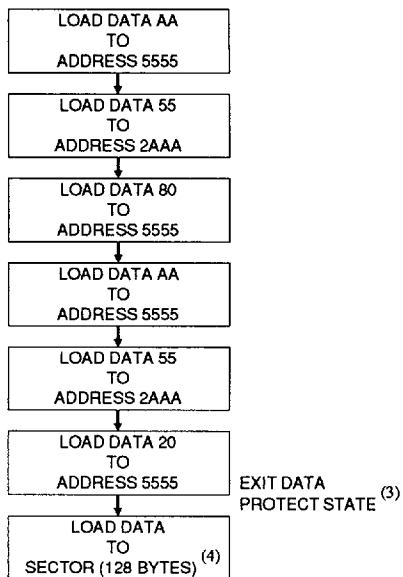 LOAD DATA AA
TO
ADDRESS 5555
LOAD DATA 55
TO
ADDRESS 2AAA
LOAD DATA 80
TO
ADDRESS 5555
LOAD DATA AA
TO
ADDRESS 5555
LOAD DATA 55
TO
ADDRESS 2AAA
LOAD DATA 20
TO
ADDRESS 5555
EXIT DATA
PROTECT STATE (3)
LOAD DATA
TO
SECTOR (128 BYTES) (4)